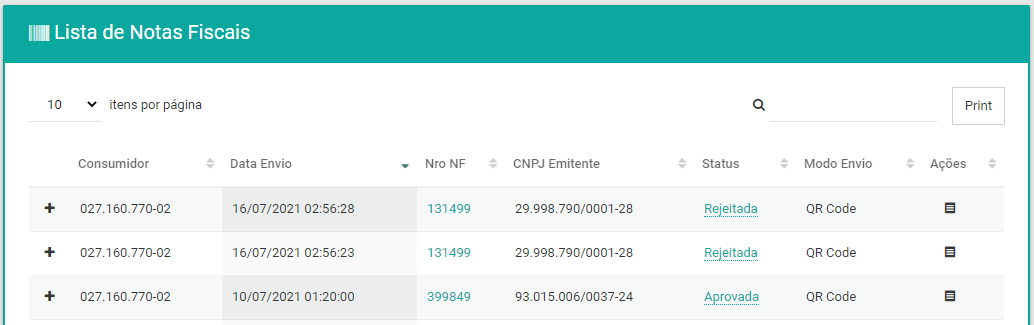 Lista de Notas Fiscais
10 itens por página Print
Consumidor Data Envio Nro NF CNPJ Emitente Status Modo Envio Ações
027.160.770-02 16/07/2021 02:56:28 131499 29.998.790/0001-28 Rejeitada QR Code
027.160.770-02 16/07/2021 02:56:23 131499 29.998.790/0001-28 Rejeitada QR Code
027.160.770-02 10/07/2021 01:20:00 399849 93.015.006/0037-24 Aprovada QR Code